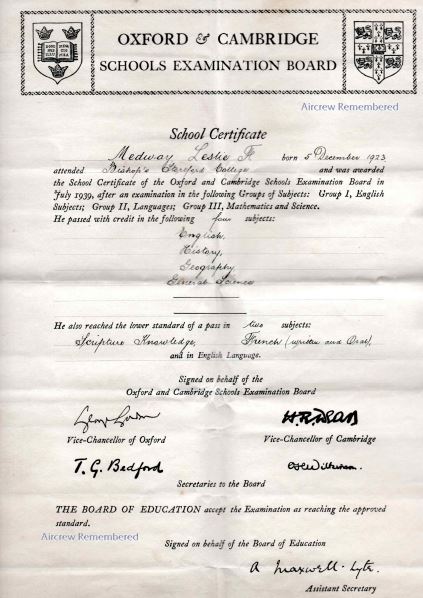 OXFORD & CAMBRIDGE
SCHOOLS EXAMINATION BOARD
Aircrew Remembered
School Certificate
Medway Leslie F. born 5 December 1923
attended Bishop's Stortford College and was awarded
the School Certificate of the Oxford and Cambridge Schools Examination Board in
July 1939, after an examination in the following Groups of Subjects: Group I, English
Subjects; Group II, Languages; Group III, Mathematics and Science.
He passed with credit in the following four subjects:
English,
History,
Geography
General Science
He also reached the lower standard of a pass in two subjects:
Scripture Knowledge, French (written and Oral),
and in English Language.
Signed on behalf of the
Oxford and Cambridge Schools Examination Board
George Gordon
Vice-Chancellor of Oxford Vice-Chancellor of Cambridge
T. G. Bedford
Secretaries to the Board
THE BOARD OF EDUCATION accept the Examination as reaching the approved
standard.
Aircrew Remembered
Signed on behalf of the Board of Education
A Maxwell-Lyte
Assistant Secretary